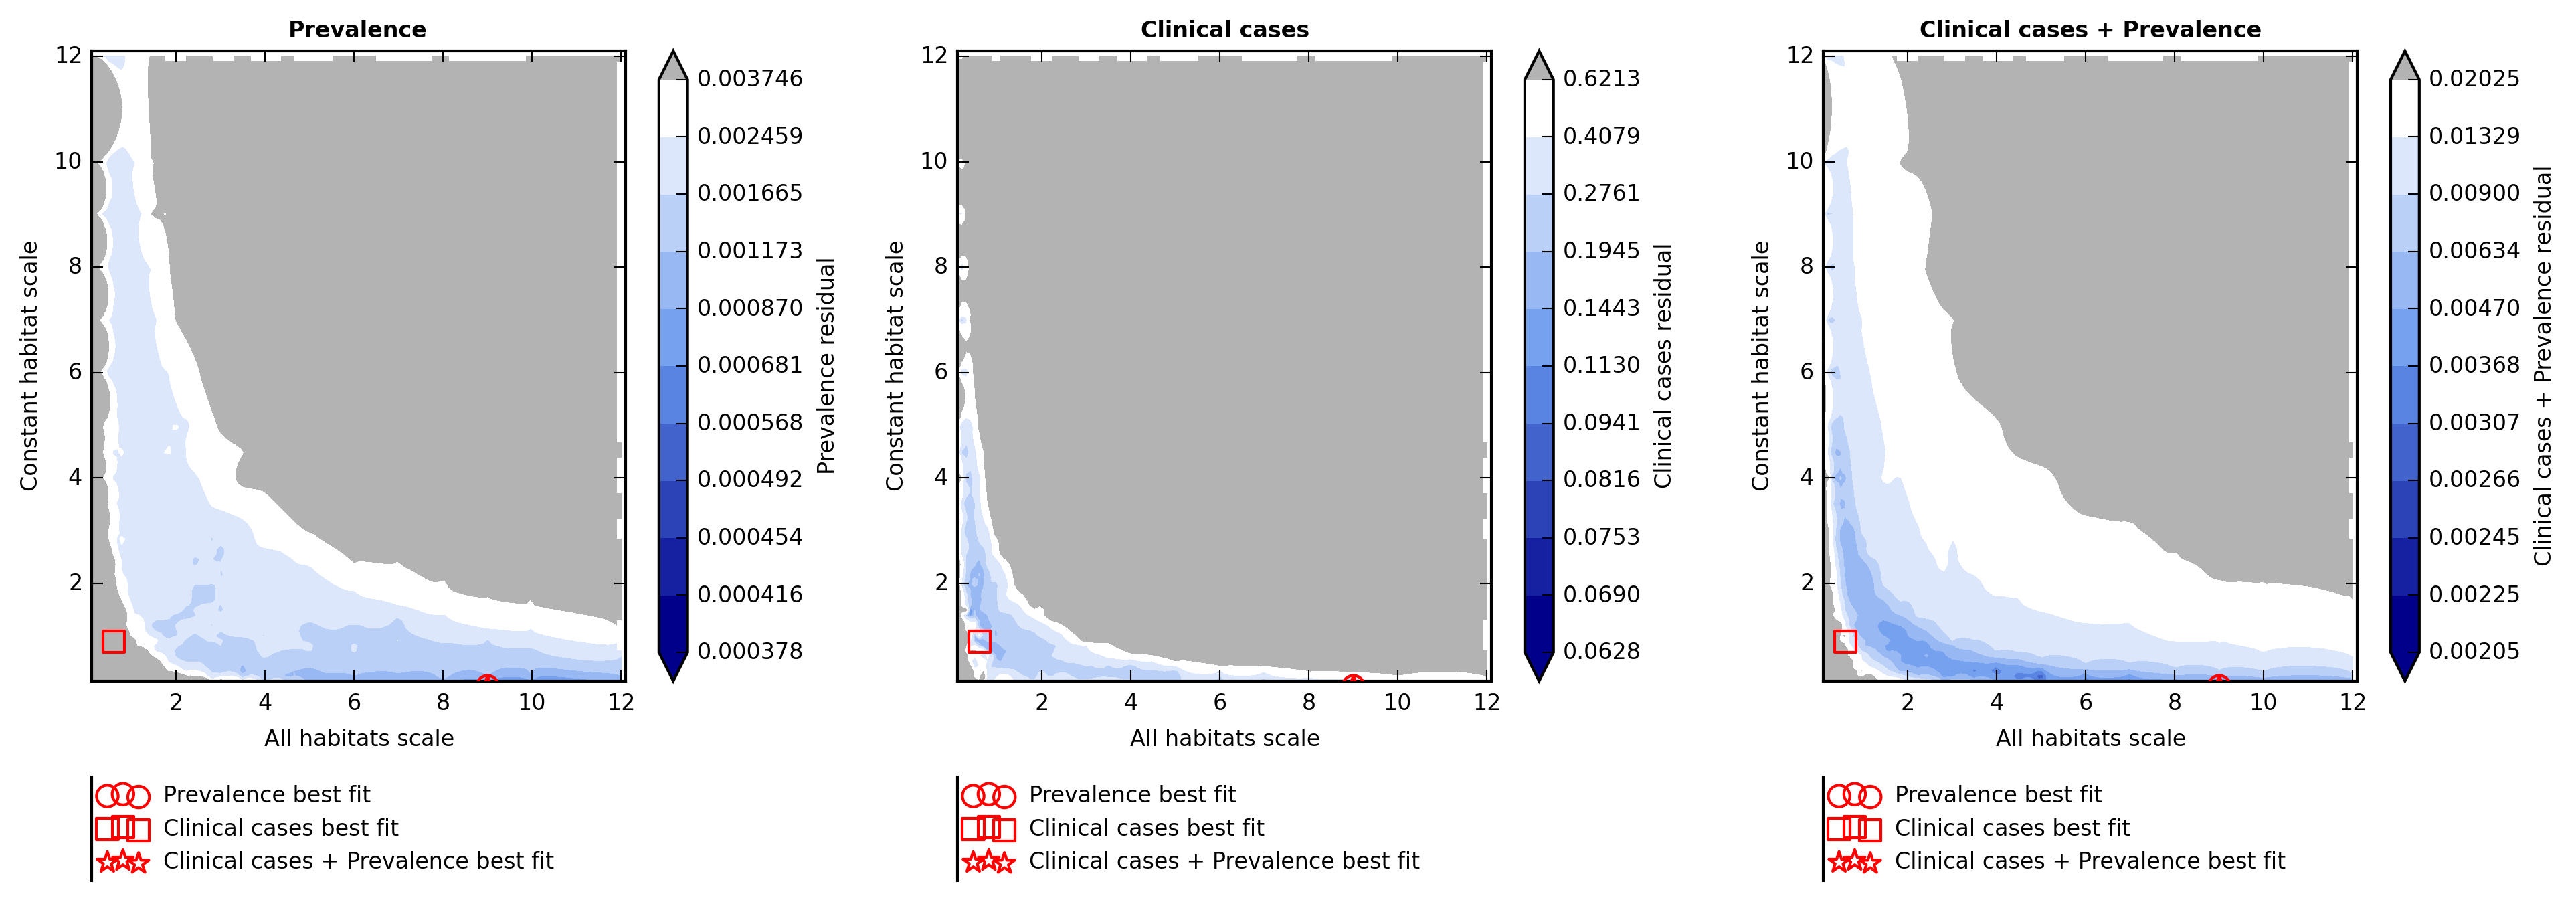 Prevalence
12
10
8
6
4
2
2 4 6 8 10 12
Constant habitat scale
All habitats scale
0.003746
0.002459
0.001665
0.001173
0.000870
0.000681
0.000568
0.000492
0.000454
0.000416
0.000378
Prevalence residual
Prevalence best fit
Clinical cases best fit
Clinical cases + Prevalence best fit
Clinical cases
12
10
8
6
4
2
2 4 6 8 10 12
Constant habitat scale
All habitats scale
0.6213
0.4079
0.2761
0.1945
0.1443
0.1130
0.0941
0.0816
0.0753
0.0690
0.0628
Clinical cases residual
Prevalence best fit
Clinical cases best fit
Clinical cases + Prevalence best fit
Clinical cases + Prevalence
12
10
8
6
4
2
2 4 6 8 10 12
Constant habitat scale
All habitats scale
0.02025
0.01329
0.00900
0.00634
0.00470
0.00368
0.00307
0.00266
0.00245
0.00225
0.00205
Clinical cases + Prevalence residual
Prevalence best fit
Clinical cases best fit
Clinical cases + Prevalence best fit